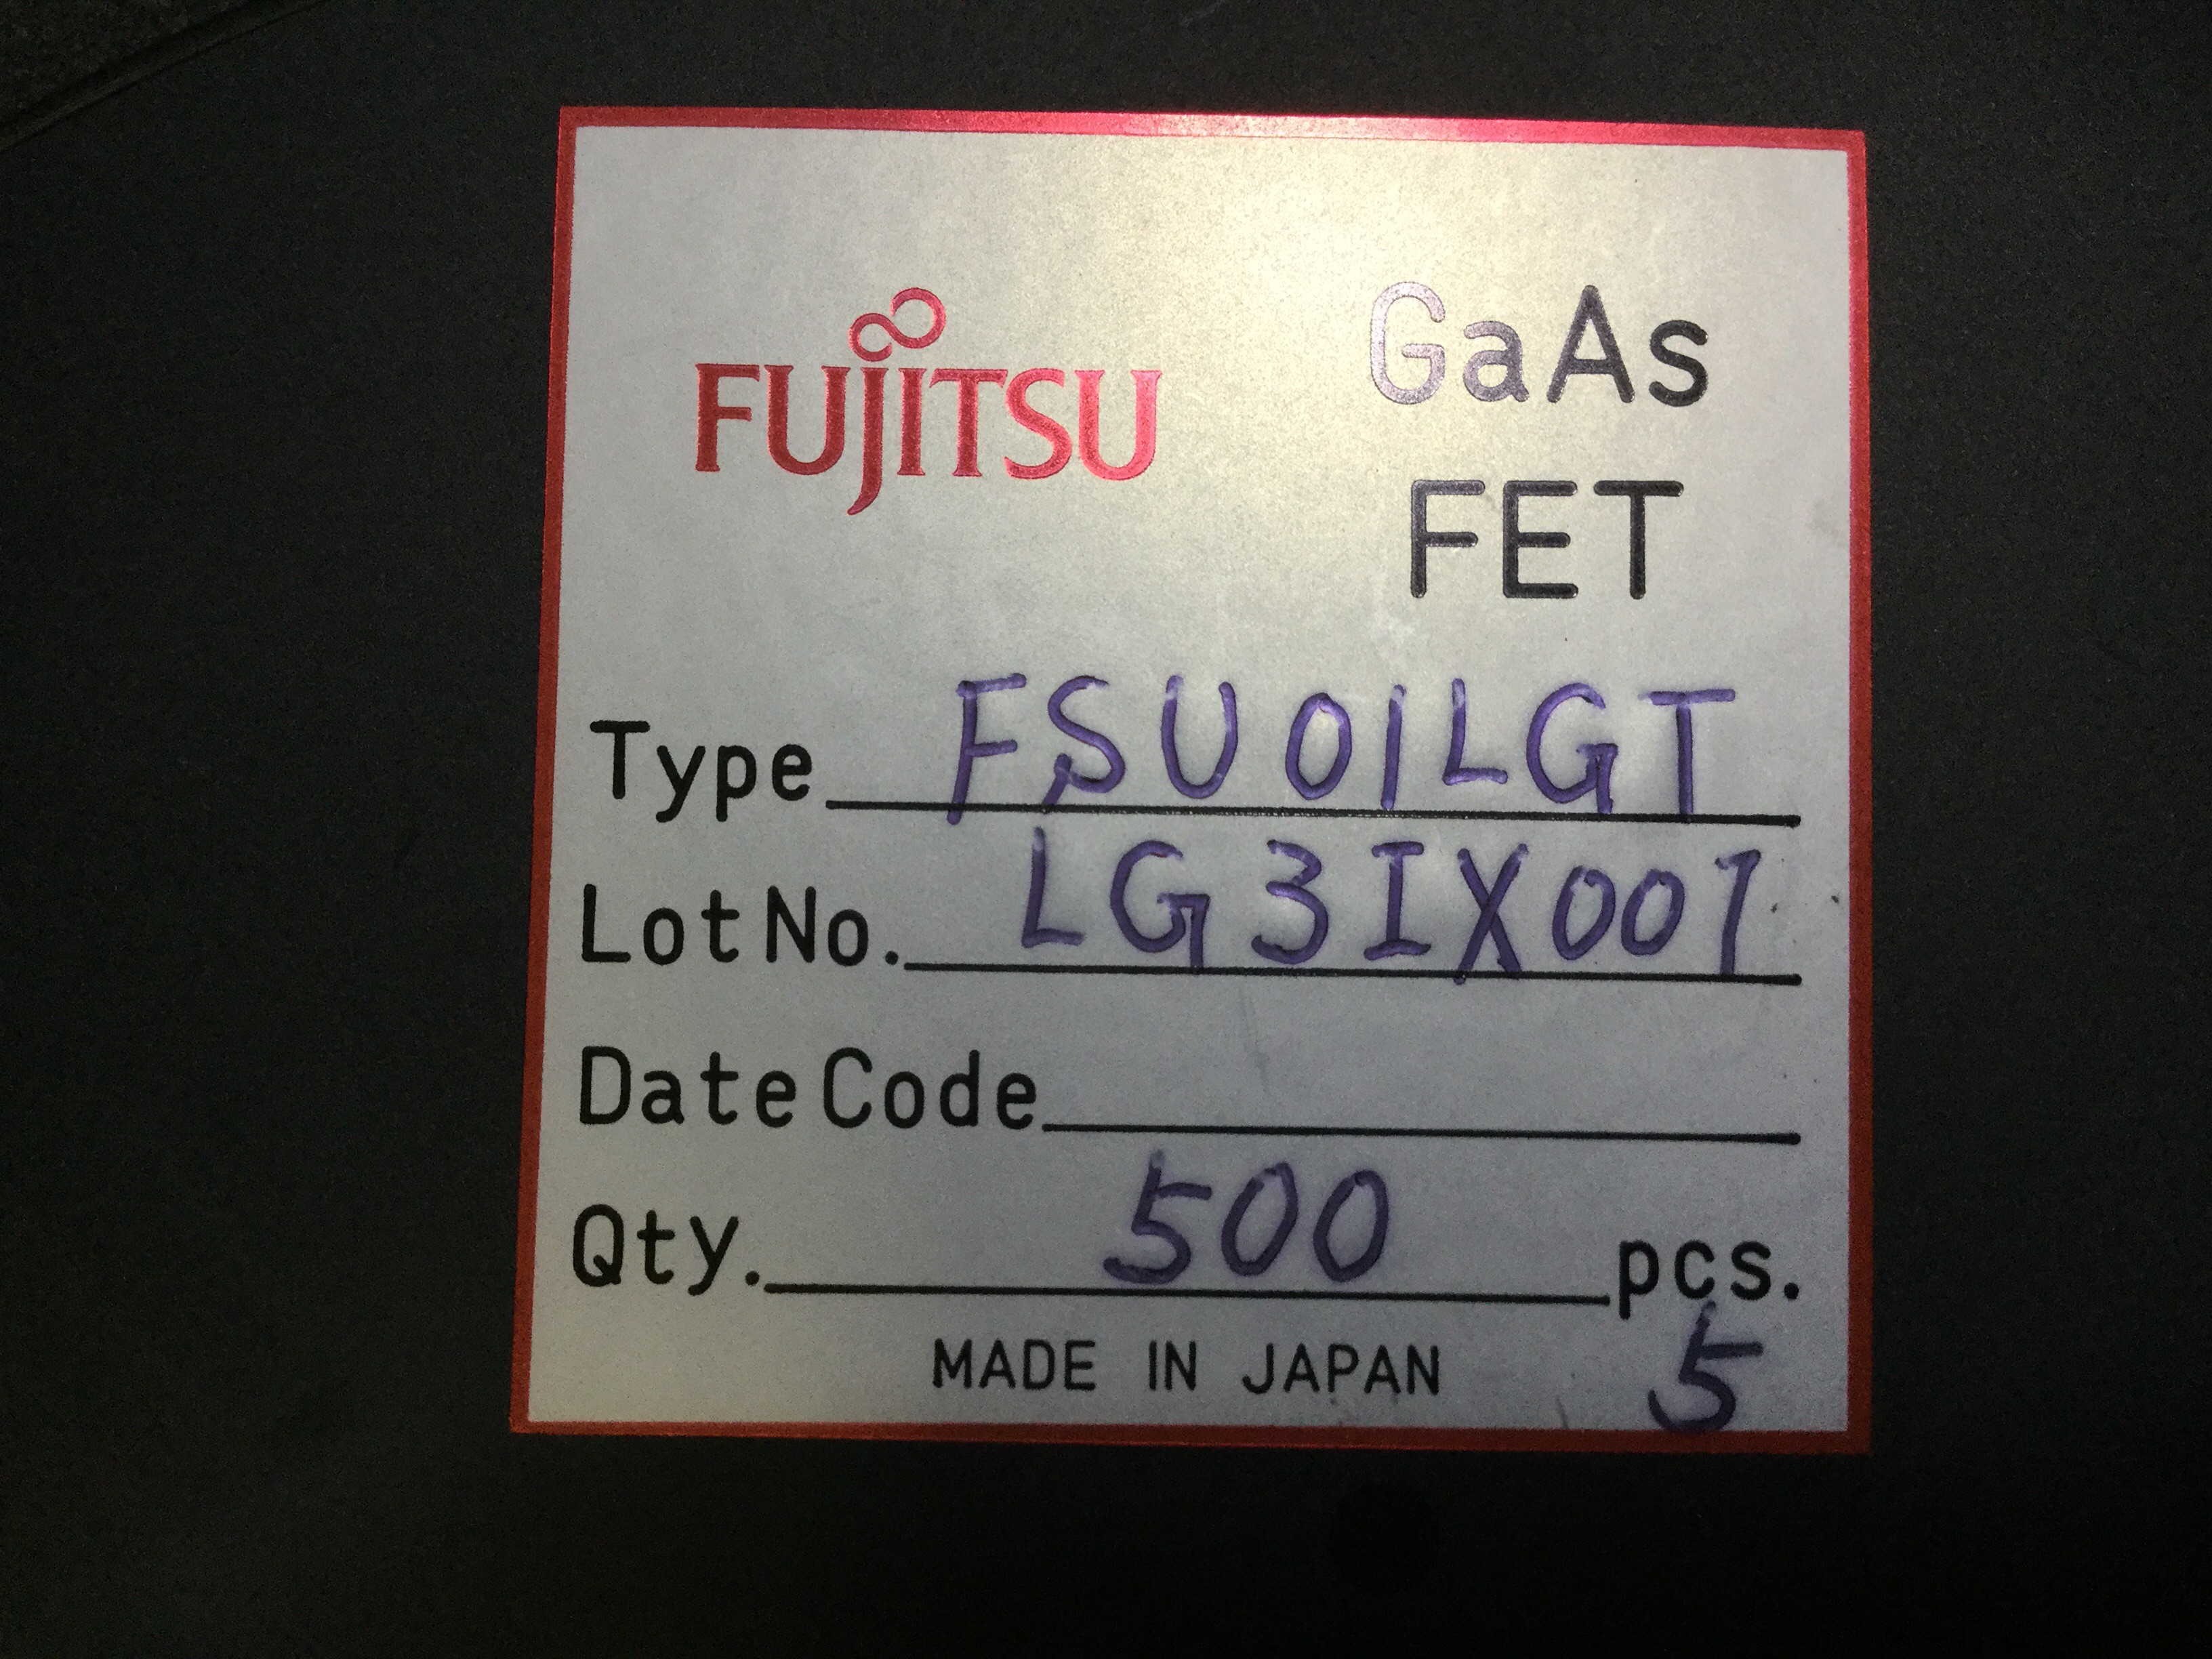 FUJITSU
GaAs
FET
Type FSU01LGT
Lot No. LG3IX001
Date Code
Qty. 500 pcs.
MADE IN JAPAN
5